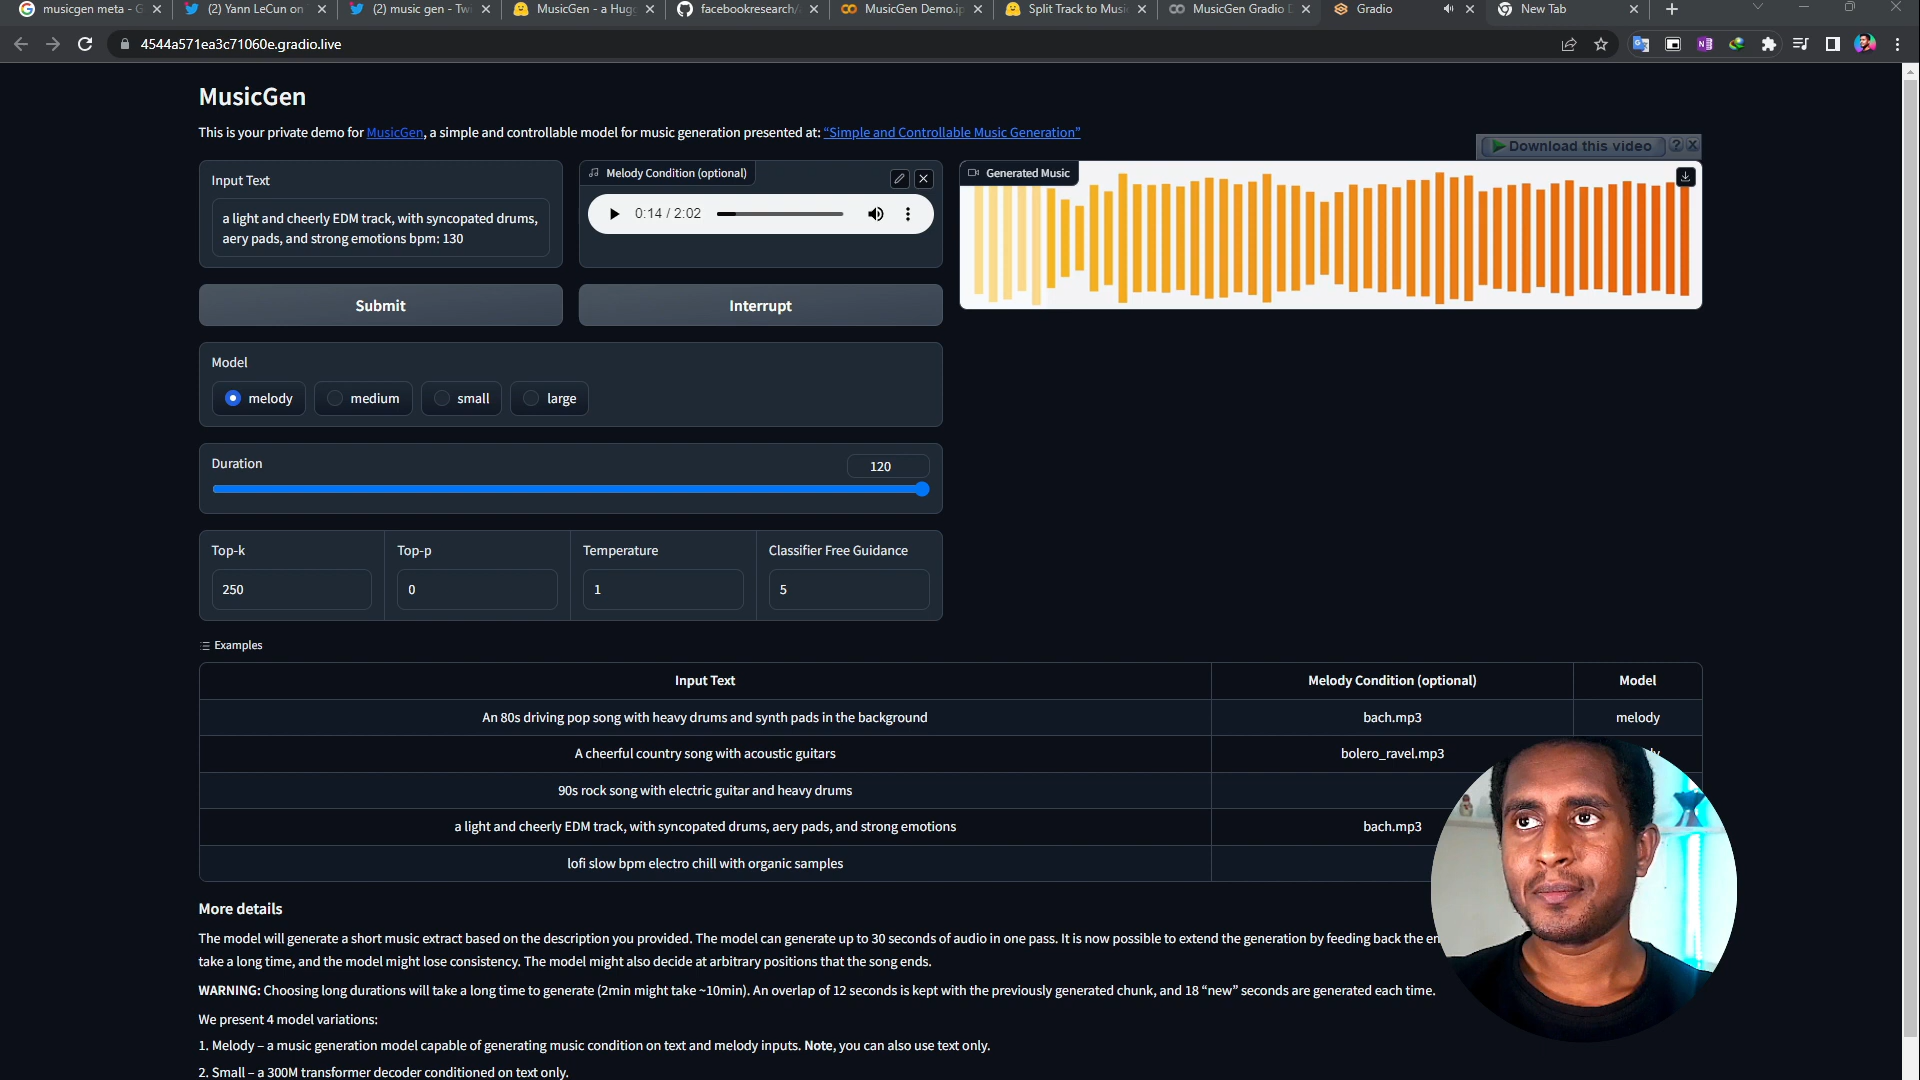 musicgen meta - G
(2) Yann LeCun on
(2) music gen - Twi
MusicGen - a Hugg
facebookresearch/
MusicGen Demo.ip
Split Track to Music
MusicGen Gradio D
Gradio
New Tab
4544a571ea3c71060e.gradio.live
MusicGen
This is your private demo for MusicGen, a simple and controllable model for music generation presented at: “Simple and Controllable Music Generation”
Download this video
Input Text
a light and cheerly EDM track, with syncopated drums,
aery pads, and strong emotions bpm: 130
Melody Condition (optional)
0:14 / 2:02
Generated Music
Submit
Interrupt
Model
melody
medium
small
large
Duration
120
Top-k
Top-p
Temperature
Classifier Free Guidance
250
0
1
5
Examples
Input Text
Melody Condition (optional)
Model
An 80s driving pop song with heavy drums and synth pads in the background
bach.mp3
melody
A cheerful country song with acoustic guitars
bolero_ravel.mp3
90s rock song with electric guitar and heavy drums
a light and cheerly EDM track, with syncopated drums, aery pads, and strong emotions
bach.mp3
lofi slow bpm electro chill with organic samples
More details
The model will generate a short music extract based on the description you provided. The model can generate up to 30 seconds of audio in one pass. It is now possible to extend the generation by feeding back the en
take a long time, and the model might lose consistency. The model might also decide at arbitrary positions that the song ends.
WARNING: Choosing long durations will take a long time to generate (2min might take ~10min). An overlap of 12 seconds is kept with the previously generated chunk, and 18 “new” seconds are generated each time.
We present 4 model variations:
1. Melody – a music generation model capable of generating music condition on text and melody inputs. Note, you can also use text only.
2. Small – a 300M transformer decoder conditioned on text only.